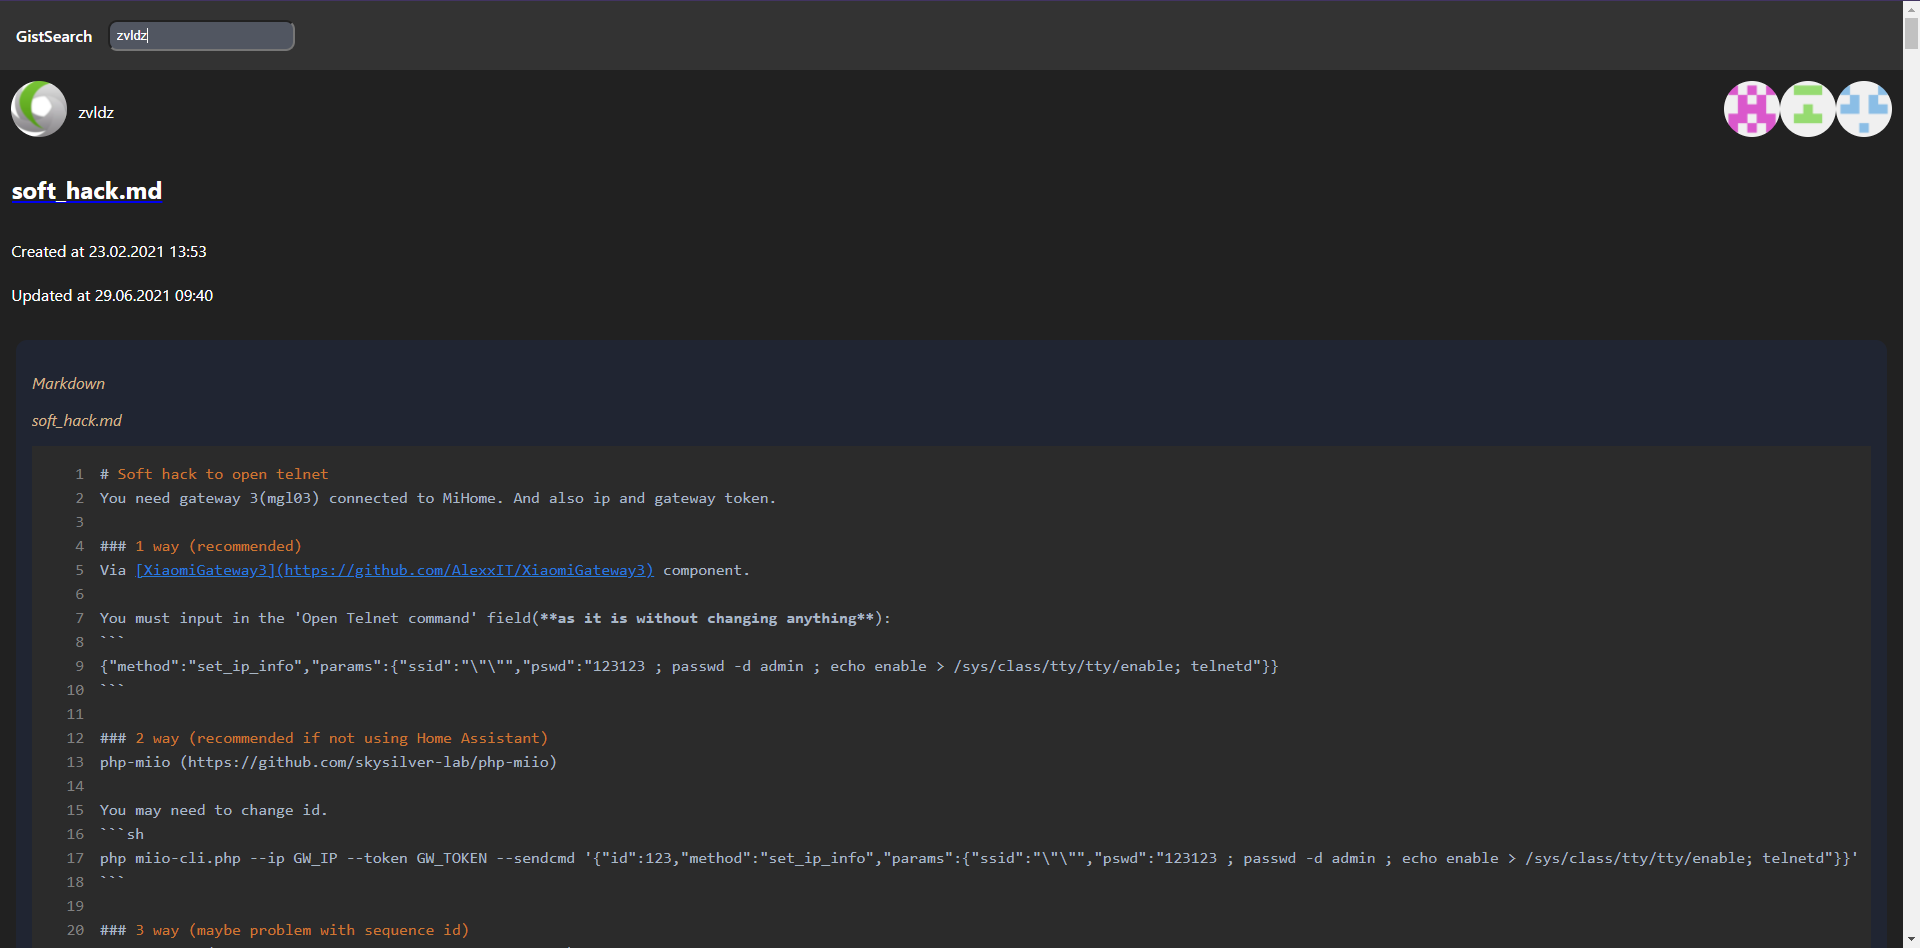 GistSearch zvldz
zvldz
soft_hack.md
Created at 23.02.2021 13:53
Updated at 29.06.2021 09:40
Markdown
soft_hack.md
1 # Soft hack to open telnet
2 You need gateway 3(mgl03) connected to MiHome. And also ip and gateway token.
3
4 ### 1 way (recommended)
5 Via [XiaomiGateway3](https://github.com/AlexxIT/XiaomiGateway3) component.
6
7 You must input in the 'Open Telnet command' field(**as it is without changing anything**):
8 ```
9 {"method":"set_ip_info","params":{"ssid":"\"\"","pswd":"123123 ; passwd -d admin ; echo enable > /sys/class/tty/tty/enable; telnetd"}}
10 ```
11
12 ### 2 way (recommended if not using Home Assistant)
13 php-miio (https://github.com/skysilver-lab/php-miio)
14
15 You may need to change id.
16 ```sh
17 php miio-cli.php --ip GW_IP --token GW_TOKEN --sendcmd '{"id":123,"method":"set_ip_info","params":{"ssid":"\"\"","pswd":"123123 ; passwd -d admin ; echo enable > /sys/class/tty/tty/enable; telnetd"}}'
18 ```
19
20 ### 3 way (maybe problem with sequence id)